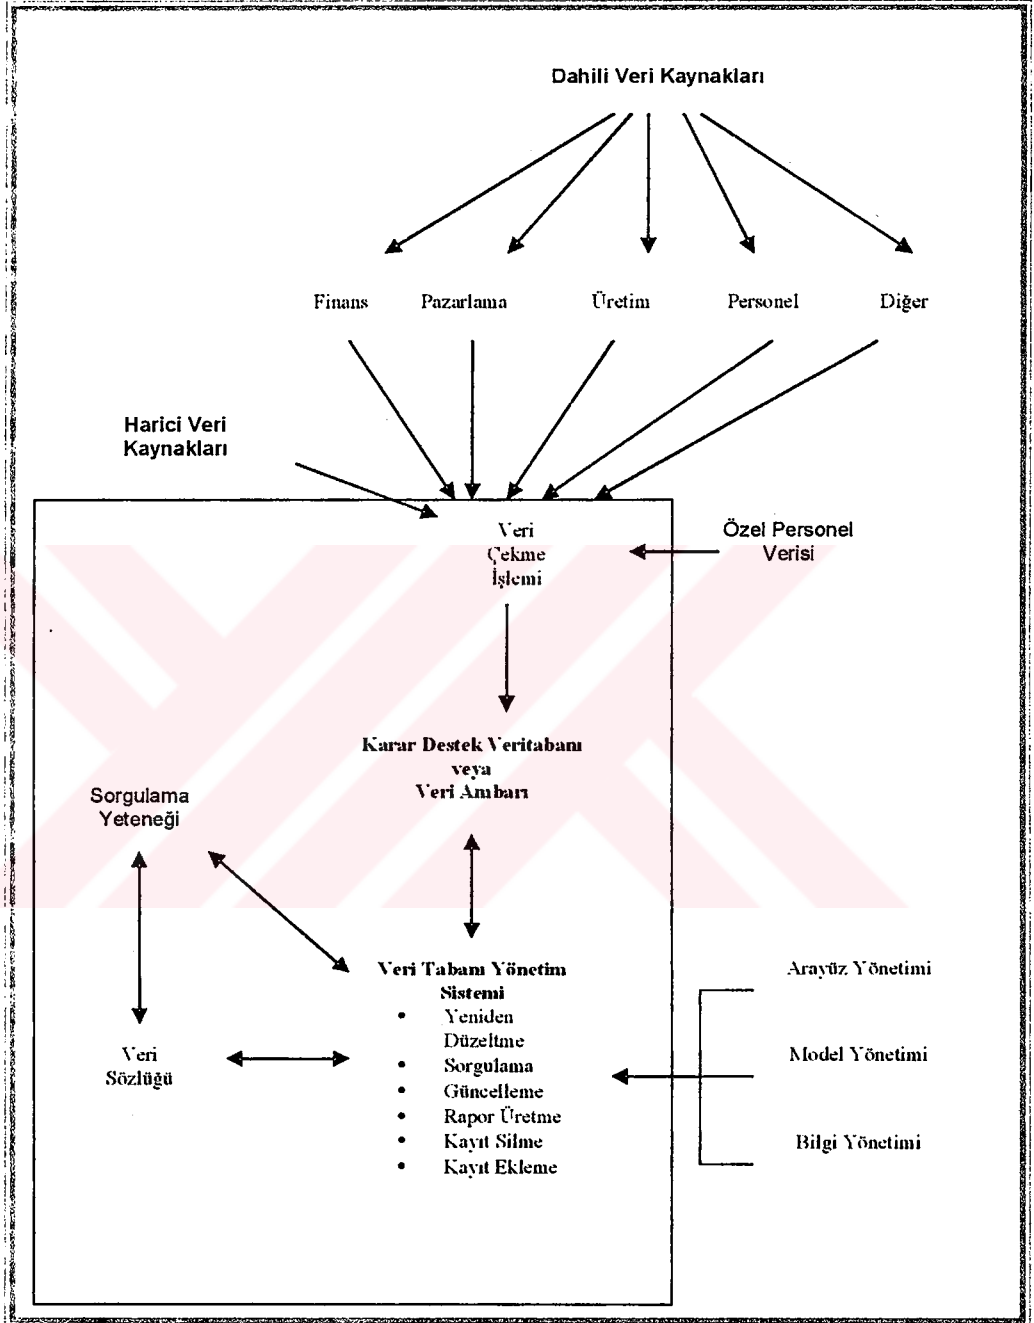 Dahili Veri Kaynakları
Finans Pazarlama Üretim Personel Diğer
Harici Veri
Kaynakları
Veri
Çekme
İşlemi
Özel Personel
Verisi
Karar Destek Veritabanı
veya
Veri Ambarı
Sorgulama
Yeteneği
Veri Tabanı Yönetim
Sistemi
• Yeniden
Düzeltme
• Sorgulama
• Güncelleme
• Rapor Üretme
• Kayıt Silme
• Kayıt Ekleme
Veri
Sözlüğü
Arayüz Yönetimi
Model Yönetimi
Bilgi Yönetimi